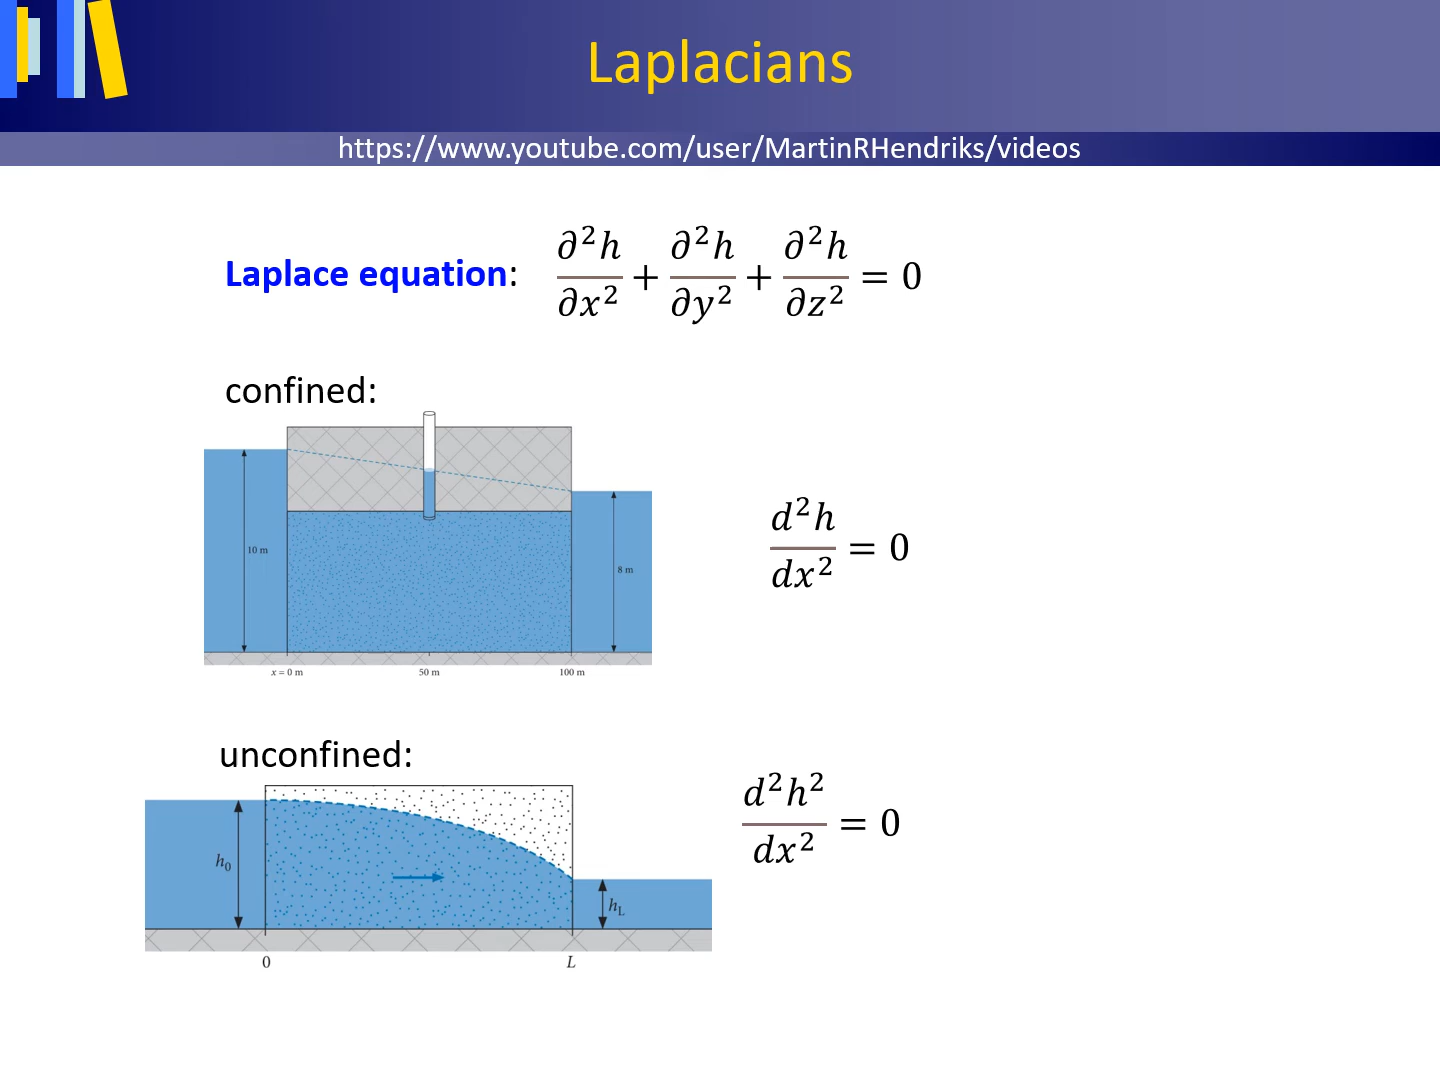 Laplacians
https://www.youtube.com/user/MartinRHendriks/videos
Laplace equation: ∂²h/∂x² + ∂²h/∂y² + ∂²h/∂z² = 0
confined:
10 m
8 m
x = 0 m 50 m 100 m
d²h/dx² = 0
unconfined:
h₀
h_L
0 L
d²h²/dx² = 0